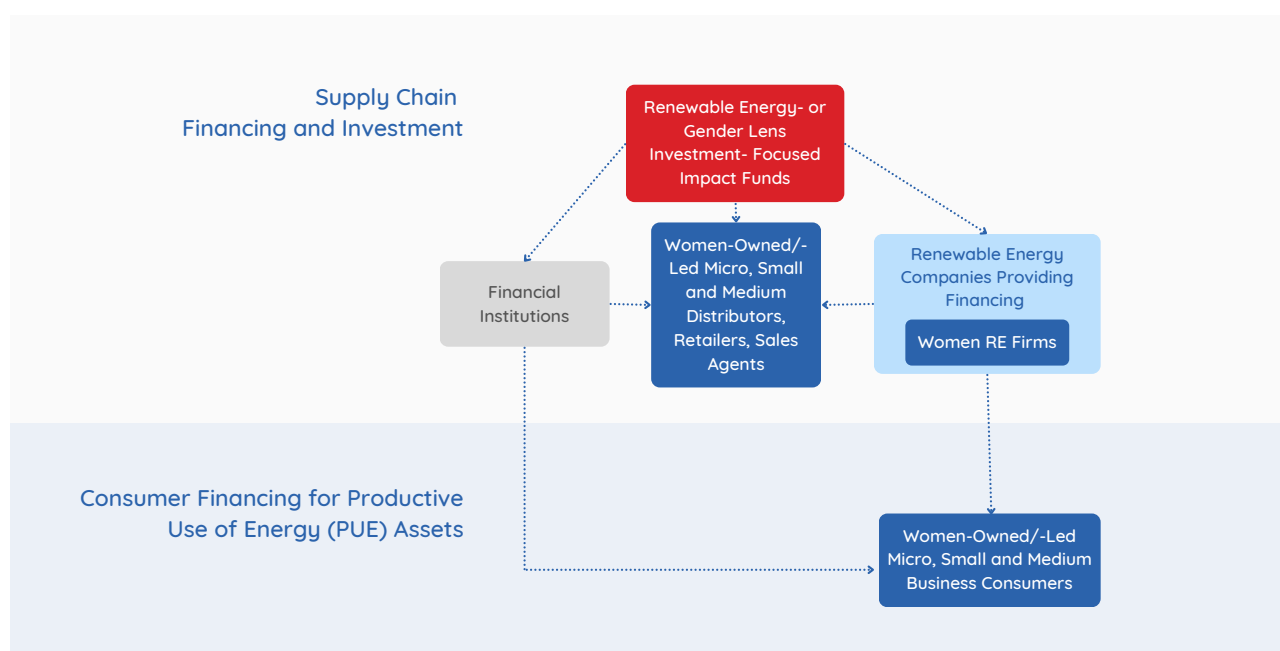 Supply Chain
Financing and Investment
Renewable Energy- or
Gender Lens
Investment- Focused
Impact Funds
Financial
Institutions
Women-Owned/-
Led Micro, Small
and Medium
Distributors,
Retailers, Sales
Agents
Renewable Energy
Companies Providing
Financing
Women RE Firms
Consumer Financing for Productive
Use of Energy (PUE) Assets
Women-Owned/-Led
Micro, Small and Medium
Business Consumers